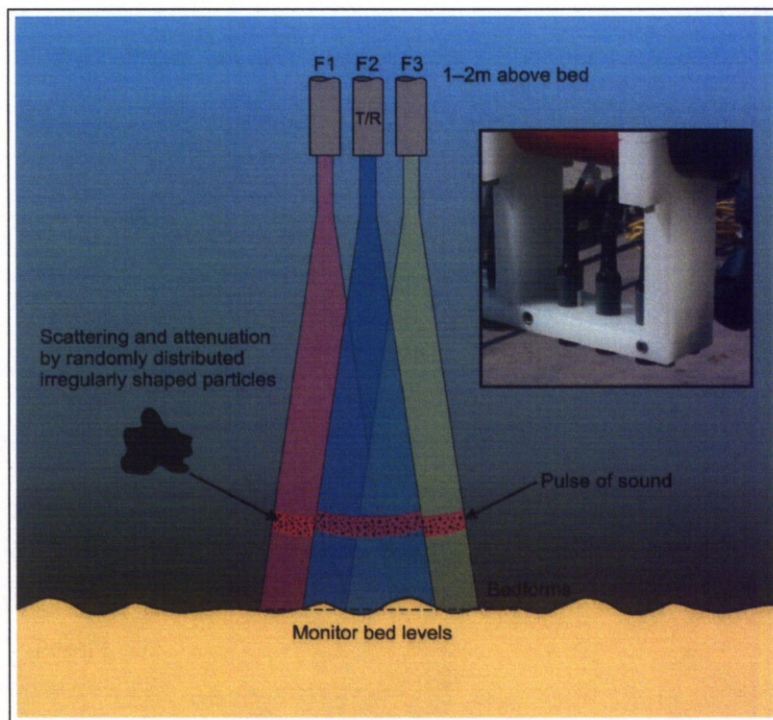 F1 F2 F3
1–2m above bed
T/R
Scattering and attenuation
by randomly distributed
irregularly shaped particles
Pulse of sound
Bedforms
Monitor bed levels